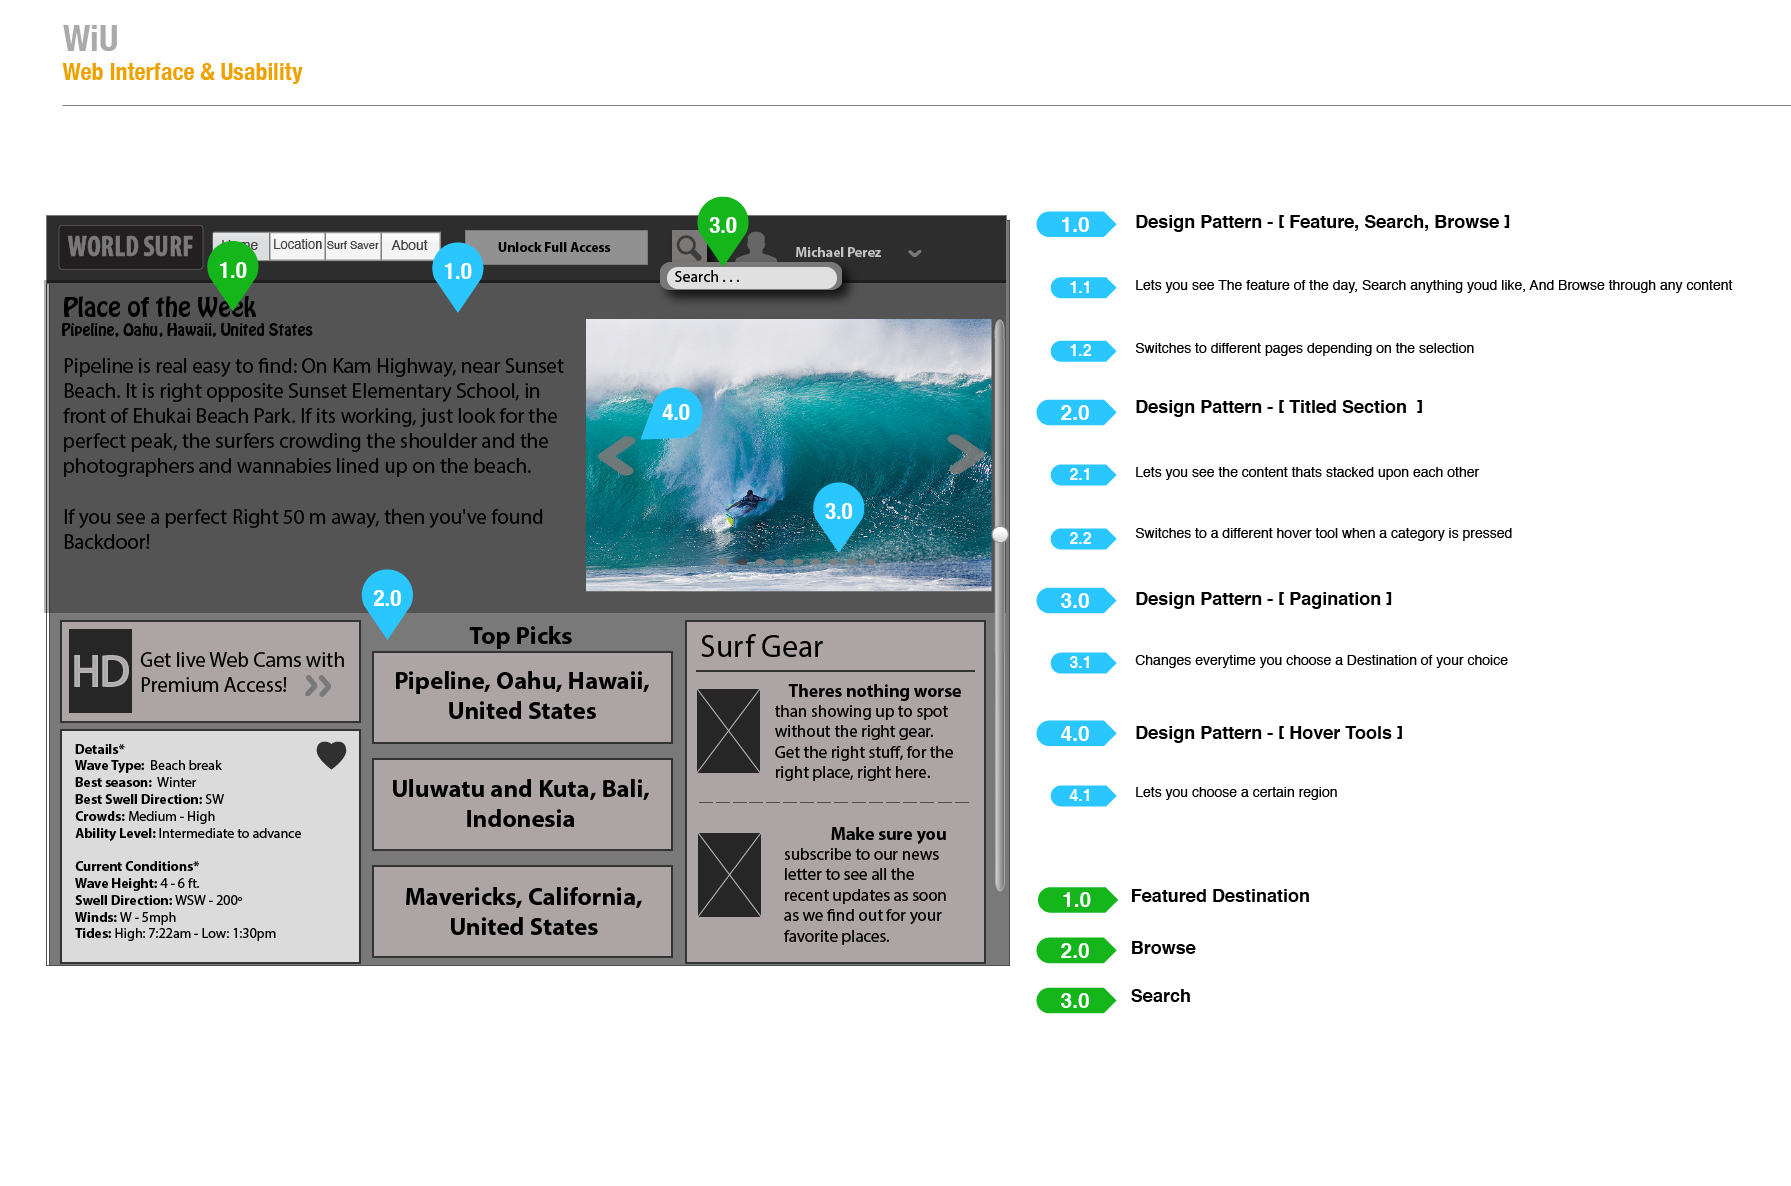 WiU
Web Interface & Usability
WORLD SURF
Home
Location
Surf Saver
About
Unlock Full Access
3.0
Michael Perez
Search . . .
1.0
1.0
Place of the Week
Pipeline, Oahu, Hawaii, United States
Pipeline is real easy to find: On Kam Highway, near Sunset
Beach. It is right opposite Sunset Elementary School, in
front of Ehukai Beach Park. If its working, just look for the
perfect peak, the surfers crowding the shoulder and the
photographers and wannabies lined up on the beach.
If you see a perfect Right 50 m away, then you've found
Backdoor!
4.0
3.0
2.0
HD
Get live Web Cams with
Premium Access!
Details*
Wave Type: Beach break
Best season: Winter
Best Swell Direction: SW
Crowds: Medium - High
Ability Level: Intermediate to advance
Current Conditions*
Wave Height: 4 - 6 ft.
Swell Direction: WSW - 200º
Winds: W - 5mph
Tides: High: 7:22am - Low: 1:30pm
Top Picks
Pipeline, Oahu, Hawaii,
United States
Uluwatu and Kuta, Bali,
Indonesia
Mavericks, California,
United States
Surf Gear
Theres nothing worse
than showing up to spot
without the right gear.
Get the right stuff, for the
right place, right here.
Make sure you
subscribe to our news
letter to see all the
recent updates as soon
as we find out for your
favorite places.
1.0 Design Pattern - [ Feature, Search, Browse ]
1.1 Lets you see The feature of the day, Search anything youd like, And Browse through any content
1.2 Switches to different pages depending on the selection
2.0 Design Pattern - [ Titled Section ]
2.1 Lets you see the content thats stacked upon each other
2.2 Switches to a different hover tool when a category is pressed
3.0 Design Pattern - [ Pagination ]
3.1 Changes everytime you choose a Destination of your choice
4.0 Design Pattern - [ Hover Tools ]
4.1 Lets you choose a certain region
1.0 Featured Destination
2.0 Browse
3.0 Search